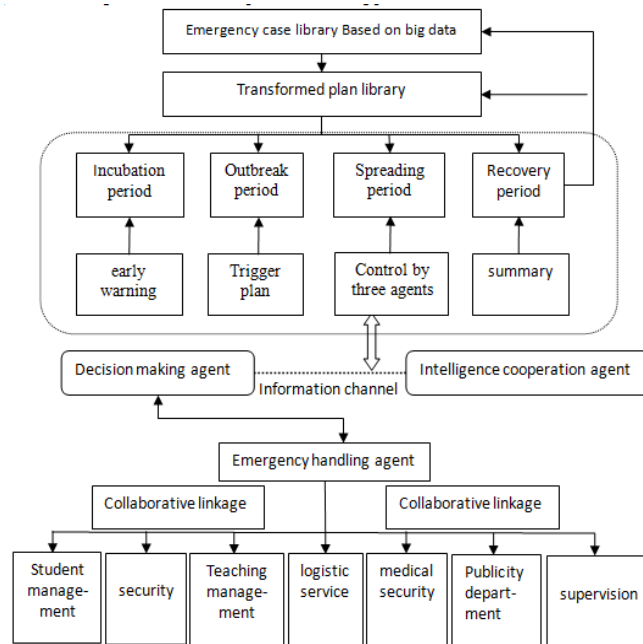 Emergency case library Based on big data
Transformed plan library
Incubation
period
Outbreak
period
Spreading
period
Recovery
period
early
warning
Trigger
plan
Control by
three agents
summary
Decision making agent
Information channel
Intelligence cooperation agent
Emergency handling agent
Collaborative linkage
Collaborative linkage
Student
manage-
ment
security
Teaching
manage-
ment
logistic
service
medical
security
Publicity
depart-
ment
supervision